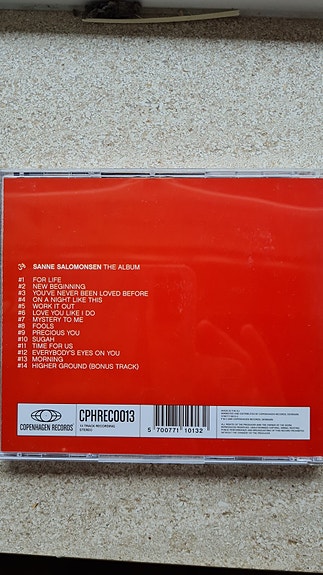 SANNE SALOMONSEN THE ALBUM
#1 FOR LIFE
#2 NEW BEGINNING
#3 YOU'VE NEVER BEEN LOVED BEFORE
#4 ON A NIGHT LIKE THIS
#5 WORK IT OUT
#6 LOVE YOU LIKE I DO
#7 MYSTERY TO ME
#8 FOOLS
#9 PRECIOUS YOU
#10 SUGAH
#11 TIME FOR US
#12 EVERYBODY'S EYES ON YOU
#13 MORNING
#14 HIGHER GROUND (BONUS TRACK)
COPENHAGEN RECORDS
CPHREC0013
STEREO
5 700771 10132